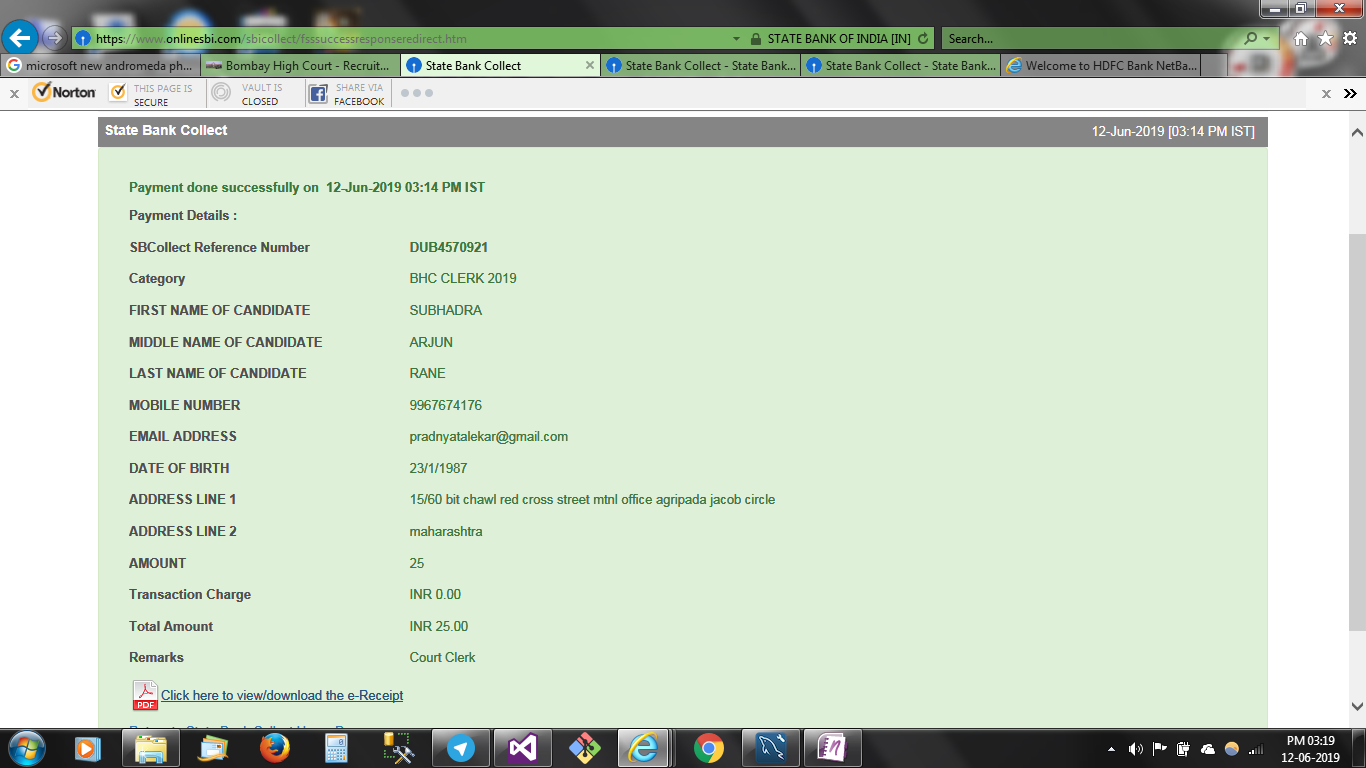 https://www.onlinesbi.com/sbicollect/fsssuccessresponseredirect.htm STATE BANK OF INDIA [IN] Search...
microsoft new andromeda ph... Bombay High Court - Recruit... State Bank Collect State Bank Collect - State Bank... State Bank Collect - State Bank... Welcome to HDFC Bank NetBa...
x Norton THIS PAGE IS SECURE VAULT IS CLOSED SHARE VIA FACEBOOK x
State Bank Collect 12-Jun-2019 [03:14 PM IST]
Payment done successfully on 12-Jun-2019 03:14 PM IST
Payment Details :
SBCollect Reference Number DUB4570921
Category BHC CLERK 2019
FIRST NAME OF CANDIDATE SUBHADRA
MIDDLE NAME OF CANDIDATE ARJUN
LAST NAME OF CANDIDATE RANE
MOBILE NUMBER 9967674176
EMAIL ADDRESS pradnyatalekar@gmail.com
DATE OF BIRTH 23/1/1987
ADDRESS LINE 1 15/60 bit chawl red cross street mtnl office agripada jacob circle
ADDRESS LINE 2 maharashtra
AMOUNT 25
Transaction Charge INR 0.00
Total Amount INR 25.00
Remarks Court Clerk
PDF Click here to view/download the e-Receipt
PM 03:19
12-06-2019